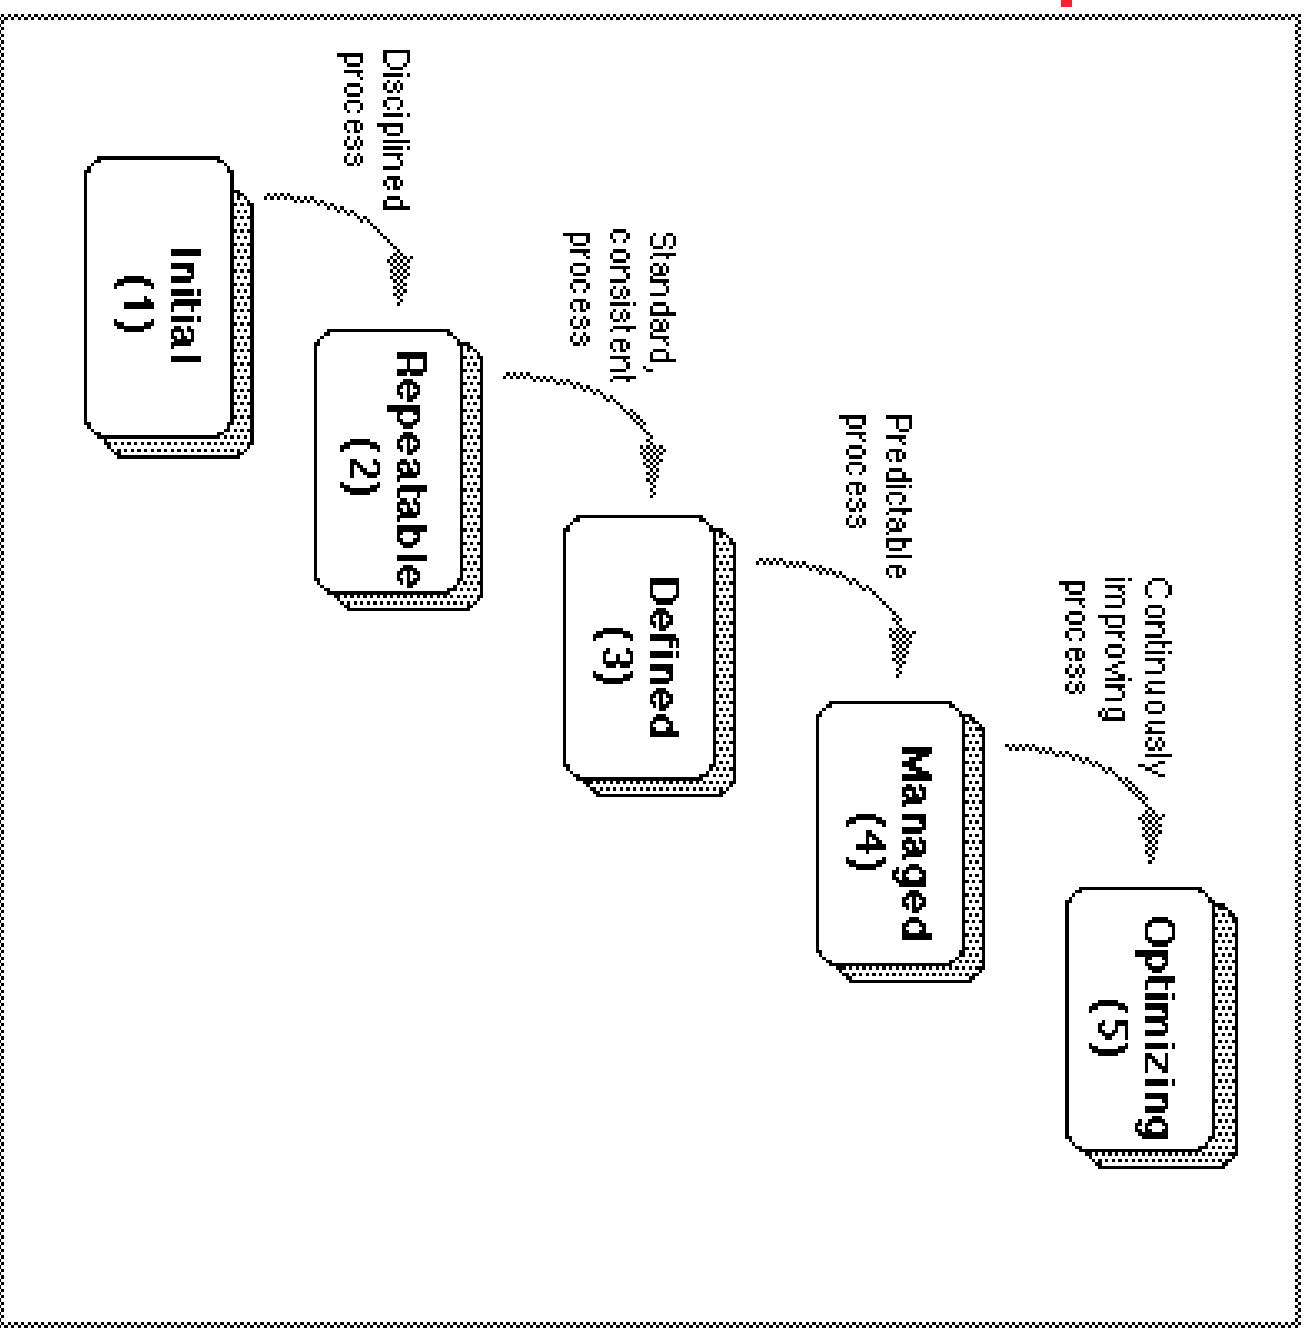 Continuously
improving
process
Optimizing
(5)
Predictable
process
Managed
(4)
Standard,
consistent
process
Defined
(3)
Disciplined
process
Repeatable
(2)
Initial
(1)